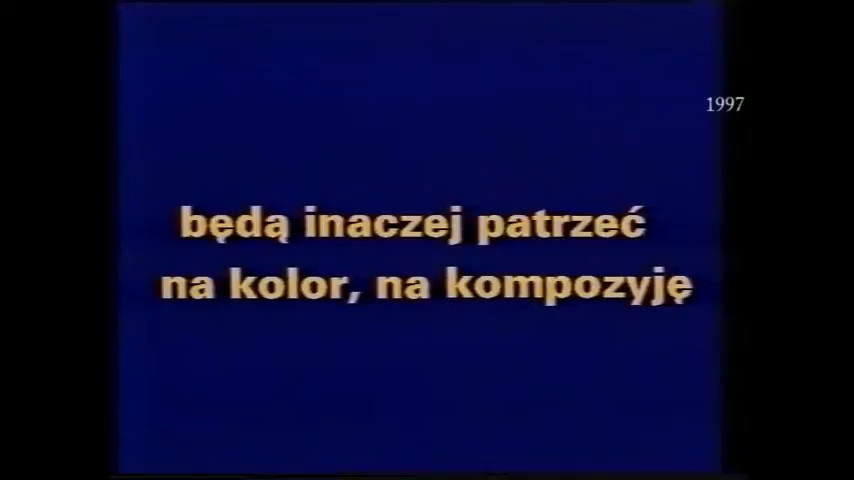 1997
będą inaczej patrzeć
na kolor, na kompozyję